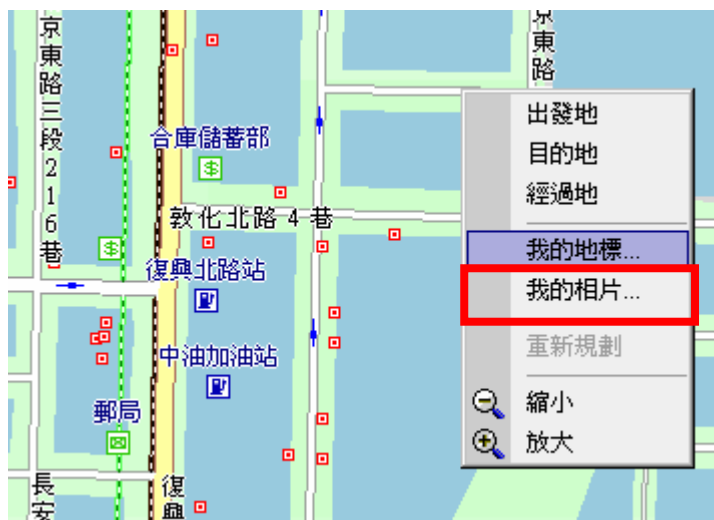 京東路三段216巷
京東路
合庫儲蓄部
敦化北路4巷
復興北路站
中油加油站
郵局
長安
復興
出發地
目的地
經過地
我的地標...
我的相片...
重新規劃
縮小
放大